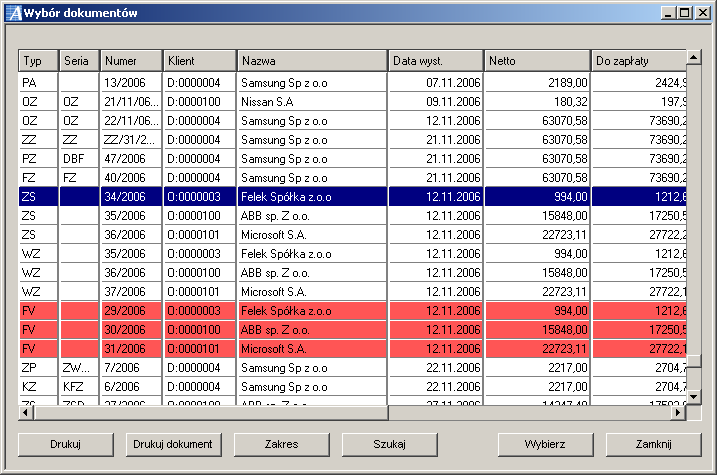 Wybór dokumentów
Typ Seria Numer Klient Nazwa Data wyst. Netto Do zapłaty
PA 13/2006 D:0000004 Samsung Sp z o.o 07.11.2006 2189,00 2424,9
OZ OZ 21/11/06... D:0000100 Nissan S.A 09.11.2006 180,32 197,9
OZ OZ 22/11/06... D:0000004 Samsung Sp z o.o 12.11.2006 63070,58 73690,2
ZZ ZZ ZZ/31/2... D:0000004 Samsung Sp z o.o 21.11.2006 63070,58 73690,2
PZ DBF 47/2006 D:0000004 Samsung Sp z o.o 21.11.2006 63070,58 73690,2
FZ FZ 40/2006 D:0000004 Samsung Sp z o.o 21.11.2006 63070,58 73690,2
ZS 34/2006 O:0000003 Felek Spółka z.o.o 12.11.2006 994,00 1212,6
ZS 35/2006 O:0000100 ABB sp. Z o.o. 12.11.2006 15848,00 17250,5
ZS 36/2006 O:0000101 Microsoft S.A. 12.11.2006 22723,11 27722,2
WZ 35/2006 O:0000003 Felek Spółka z.o.o 12.11.2006 994,00 1212,6
WZ 36/2006 O:0000100 ABB sp. Z o.o. 12.11.2006 15848,00 17250,5
WZ 37/2006 O:0000101 Microsoft S.A. 12.11.2006 22723,11 27722,1
FV 29/2006 O:0000003 Felek Spółka z.o.o 12.11.2006 994,00 1212,6
FV 30/2006 O:0000100 ABB sp. Z o.o. 12.11.2006 15848,00 17250,5
FV 31/2006 O:0000101 Microsoft S.A. 12.11.2006 22723,11 27722,1
ZP ZW... 7/2006 D:0000004 Samsung Sp z o.o 22.11.2006 2217,00 2704,7
KZ KFZ 6/2006 D:0000004 Samsung Sp z o.o 22.11.2006 2217,00 2704,7
Drukuj Drukuj dokument Zakres Szukaj Wybierz Zamknij